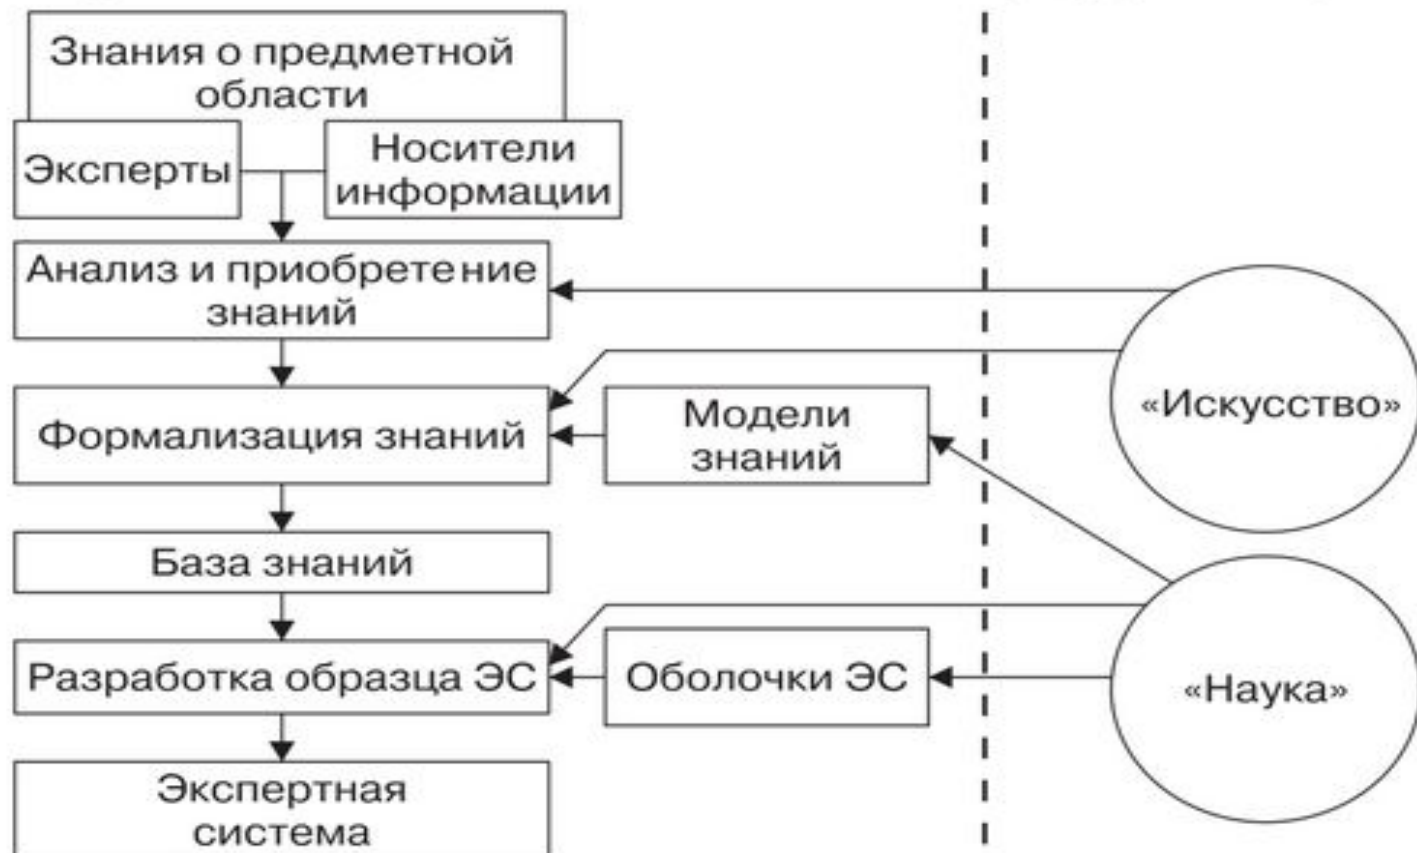 Знания о предметной
области
Эксперты
Носители
информации
Анализ и приобретение
знаний
Формализация знаний
Модели
знаний
«Искусство»
База знаний
Разработка образца ЭС
Оболочки ЭС
«Наука»
Экспертная
система